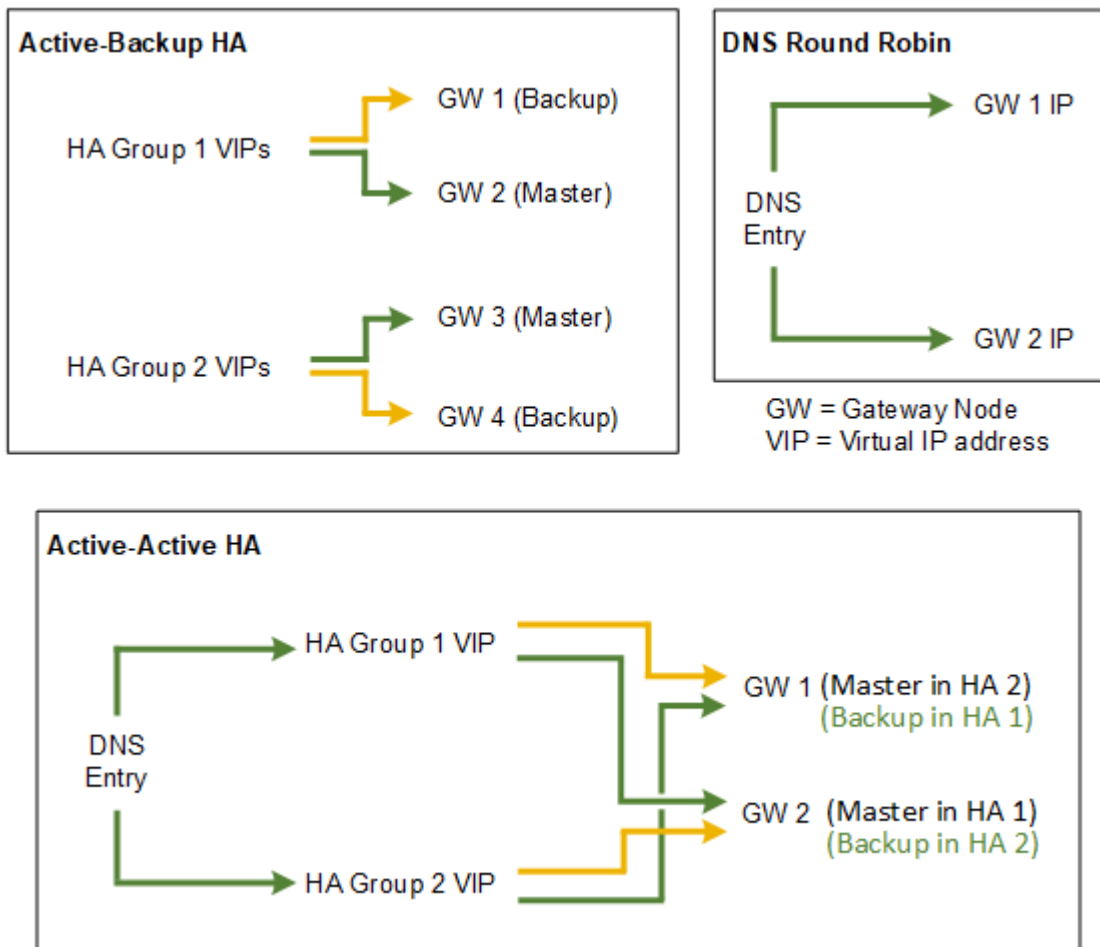 Active-Backup HA
HA Group 1 VIPs
GW 1 (Backup)
GW 2 (Master)
HA Group 2 VIPs
GW 3 (Master)
GW 4 (Backup)
DNS Round Robin
DNS
Entry
GW 1 IP
GW 2 IP
GW = Gateway Node
VIP = Virtual IP address
Active-Active HA
DNS
Entry
HA Group 1 VIP
HA Group 2 VIP
GW 1 (Master in HA 2)
(Backup in HA 1)
GW 2 (Master in HA 1)
(Backup in HA 2)